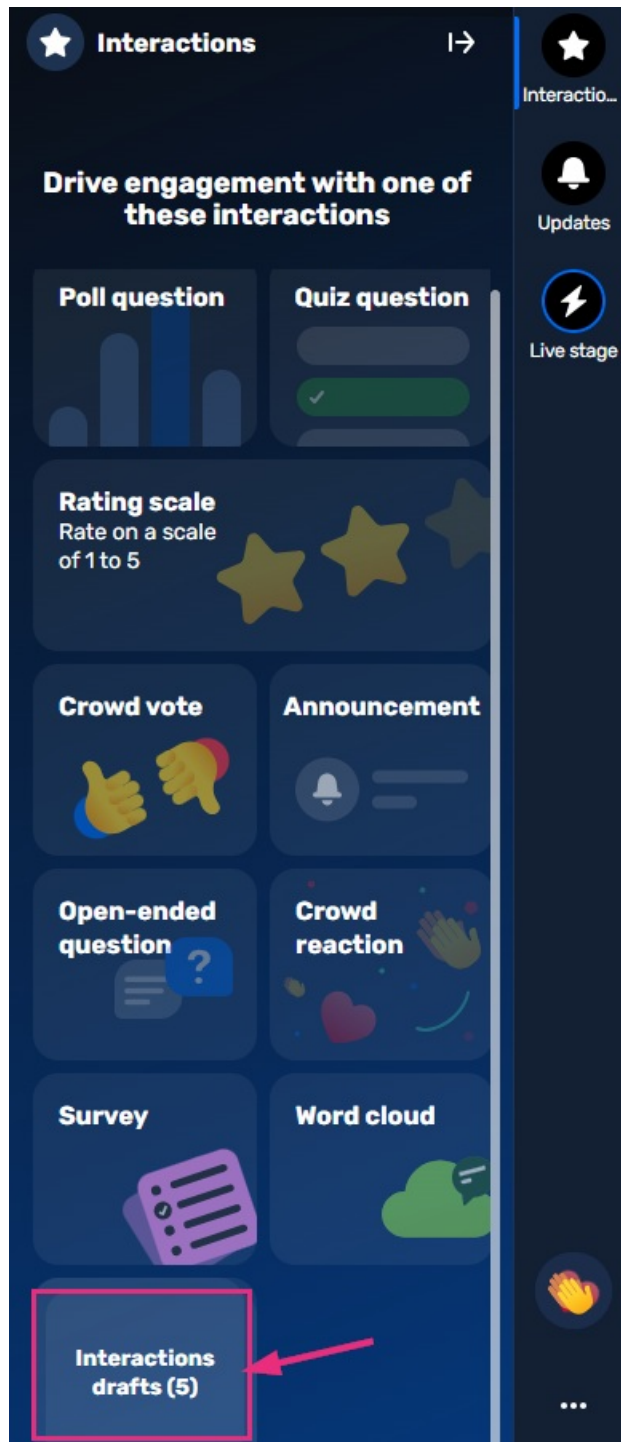 Interactions
Drive engagement with one of
these interactions
Poll question
Quiz question
Rating scale
Rate on a scale
of 1 to 5
Crowd vote
Announcement
Open-ended
question
?
Crowd
reaction
Survey
Word cloud
Interactions
drafts (5)
Interactio...
Updates
Live stage